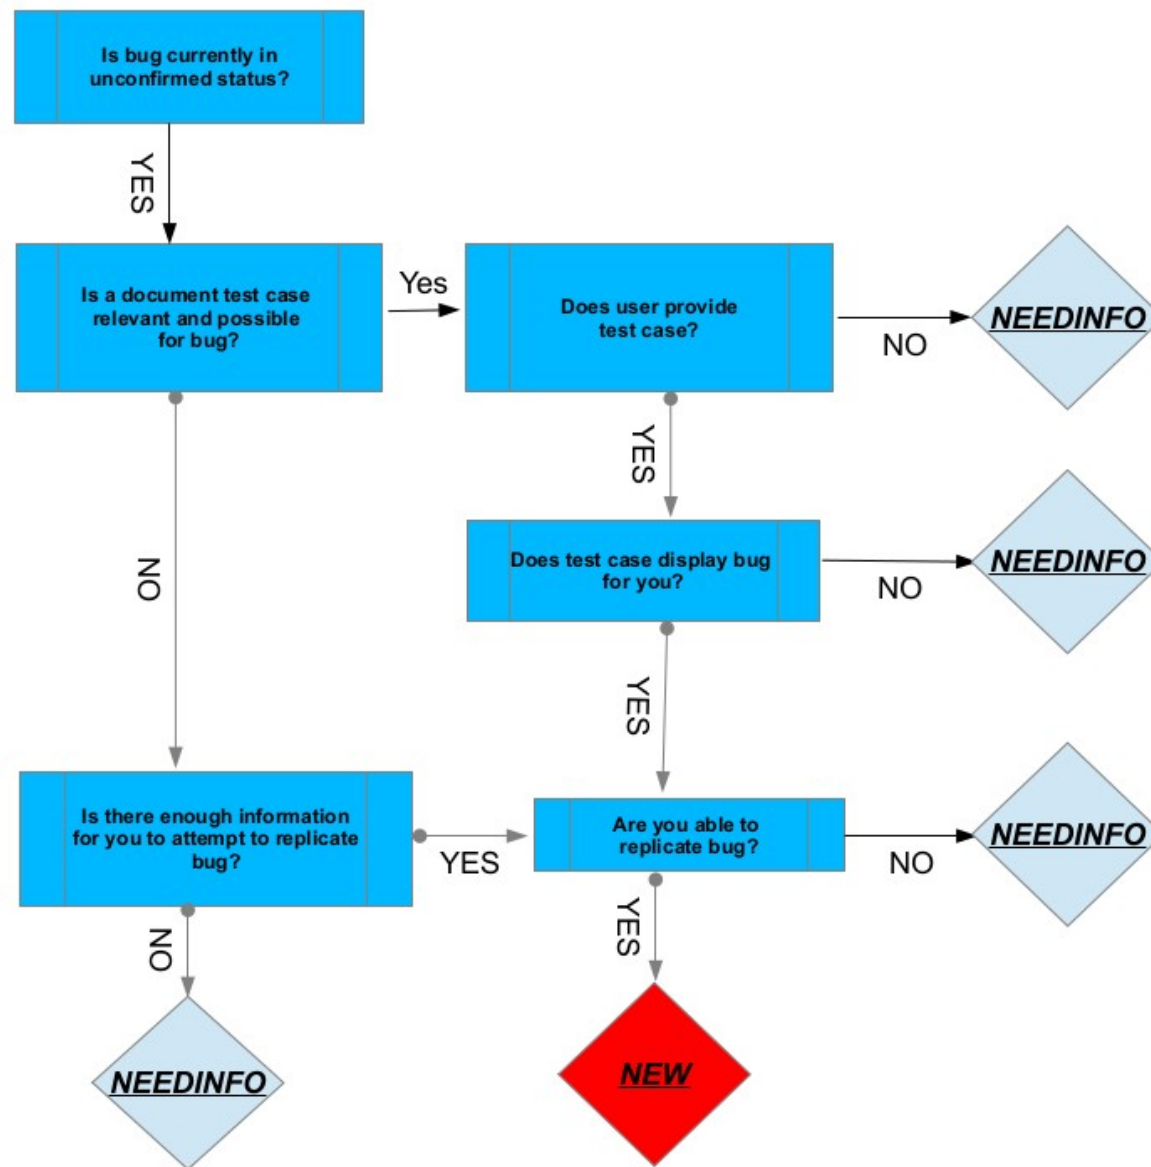 Is bug currently in
unconfirmed status?
YES
Is a document test case
relevant and possible
for bug?
Yes
Does user provide
test case?
NO
NEEDINFO
YES
Does test case display bug
for you?
NO
NEEDINFO
NO
YES
Is there enough information
for you to attempt to replicate
bug?
YES
Are you able to
replicate bug?
NO
NEEDINFO
NO
YES
NEEDINFO
NEW